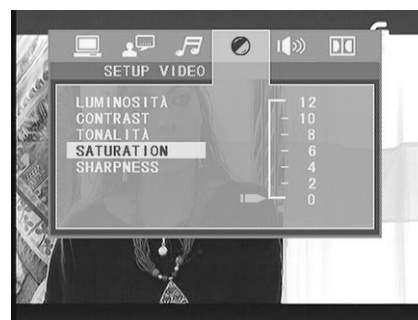 SETUP VIDEO
LUMINOSITÀ
CONTRAST
TONALITÀ
SATURATION
SHARPNESS
12
10
8
6
4
2
0